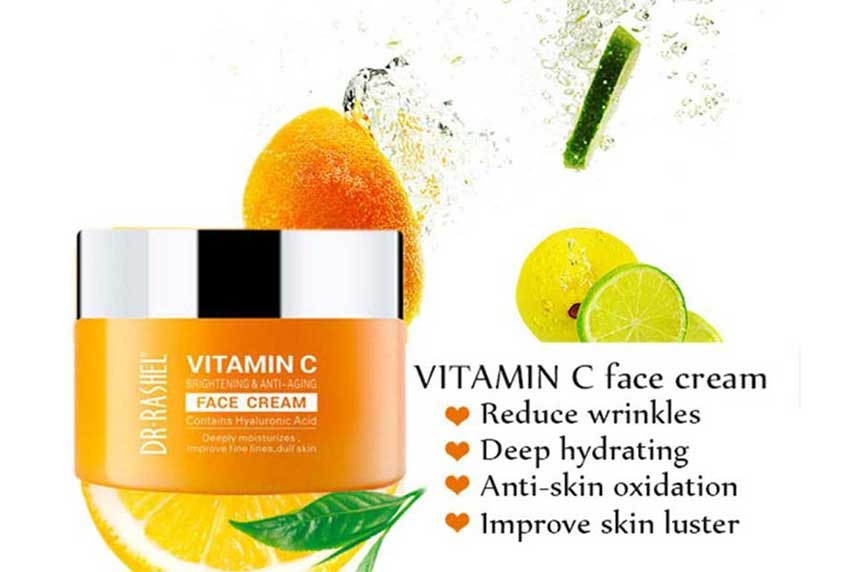 DR·RASHEL®
VITAMIN C
BRIGHTENING & ANTI-AGING
FACE CREAM
Contains Hyaluronic Acid
Deeply moisturizes ,
improve fine lines,dull skin
VITAMIN C face cream
Reduce wrinkles
Deep hydrating
Anti-skin oxidation
Improve skin luster